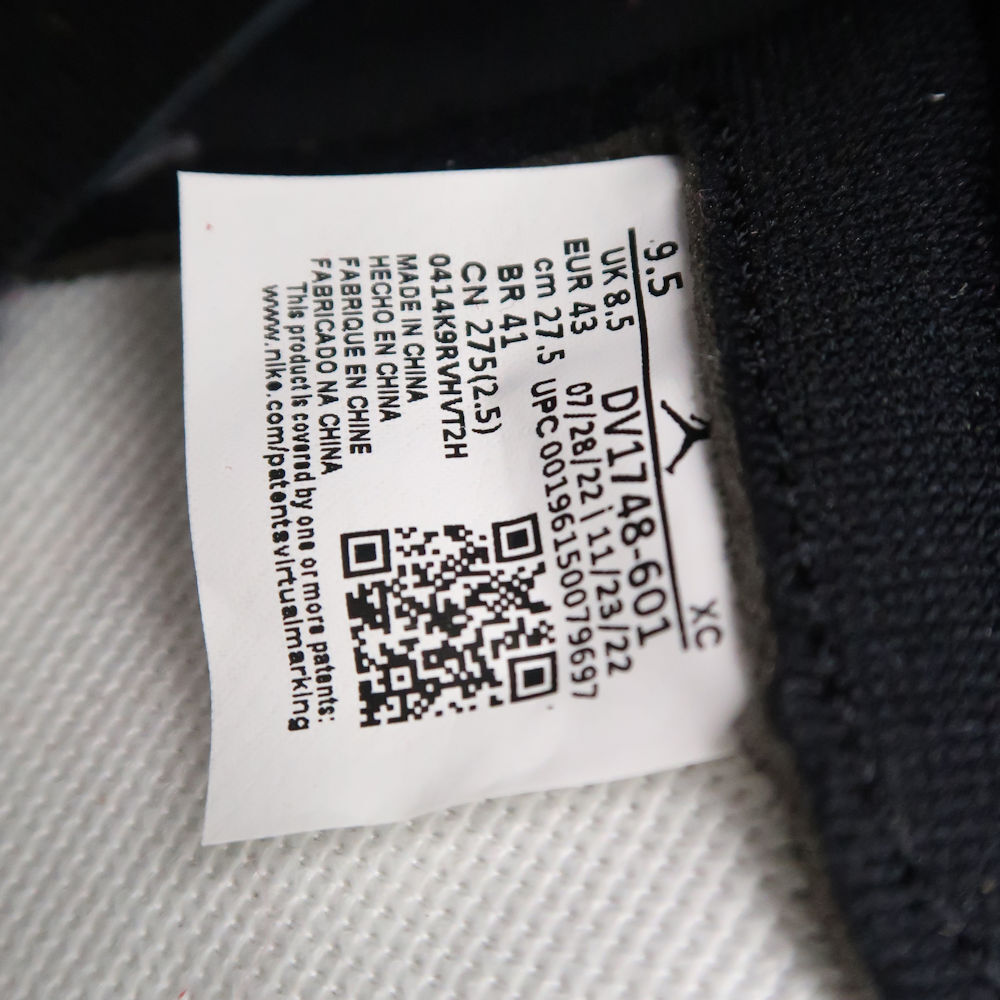 9.5
XC
UK 8.5 DV1748-601
EUR 43 07/28/22 | 11/23/22
cm 27.5 UPC 00196150079697
BR 41
CN 275(2.5)
0414K9RVHVT2H
MADE IN CHINA
HECHO EN CHINA
FABRIQUE EN CHINE
FABRICADO NA CHINA
This product is covered by one or more patents:
www.nike.com/patentsvirtualmarking